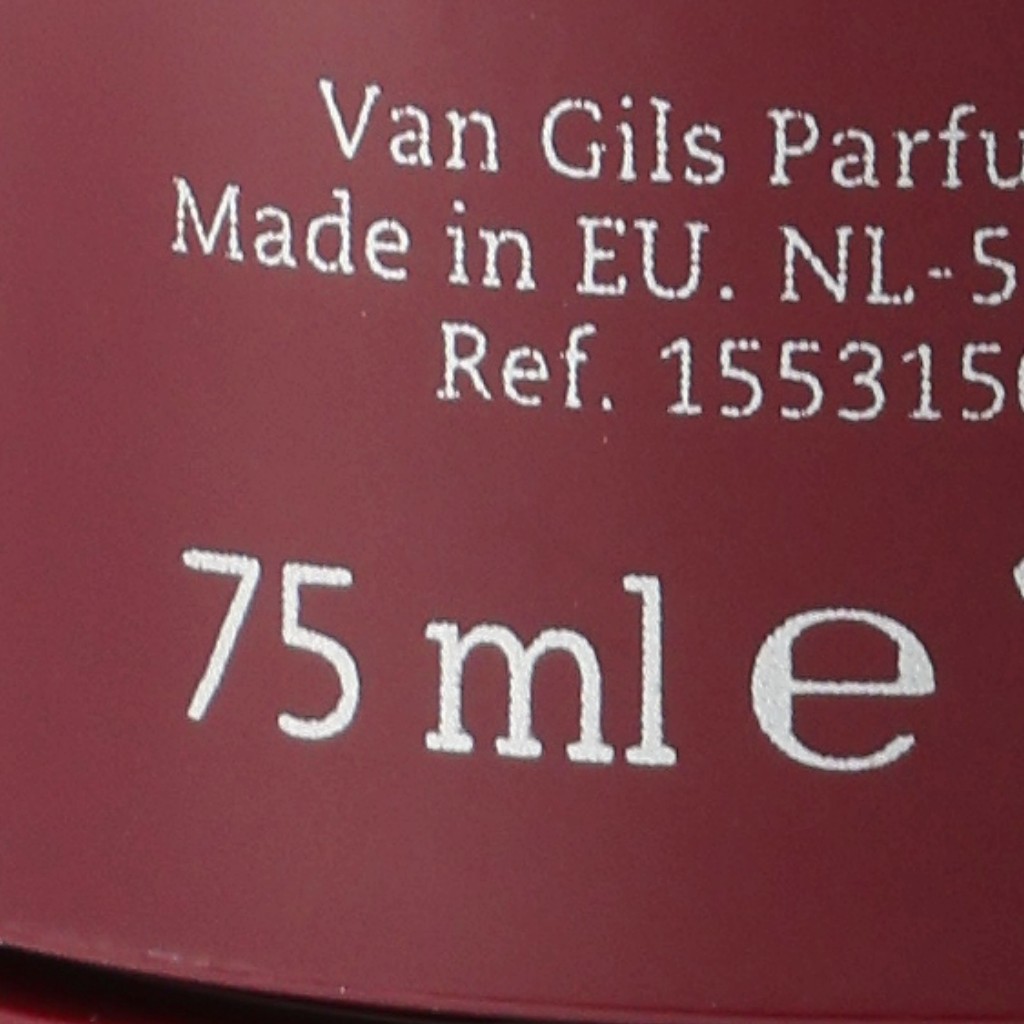 Van Gils Parfu
Made in EU. NL-5
Ref. 155315
75 ml e